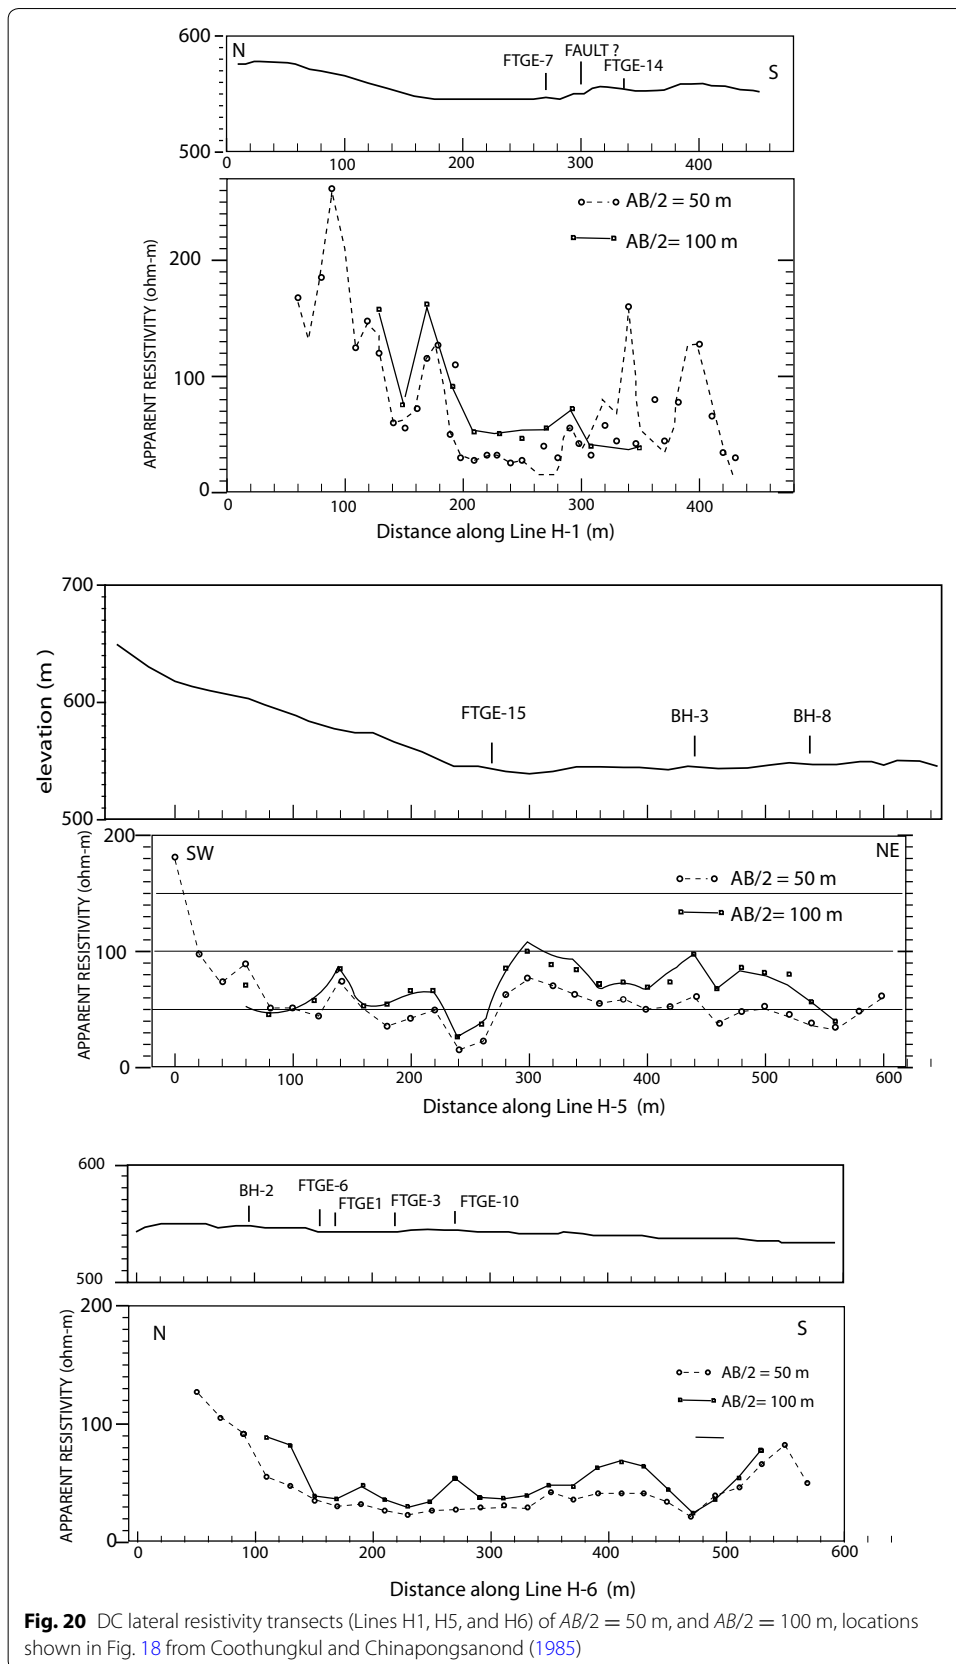 600
N
FTGE-7
FAULT ?
FTGE-14
S
500
0 100 200 300 400
APPARENT RESISTIVITY (ohm-m)
AB/2 = 50 m
AB/2= 100 m
200
100
0
0 100 200 300 400
Distance along Line H-1 (m)
700
elevation (m )
600
FTGE-15
BH-3
BH-8
500
200
APPARENT RESISTIVITY (ohm-m)
SW
NE
AB/2 = 50 m
AB/2= 100 m
100
0
0 100 200 300 400 500 600
Distance along Line H-5 (m)
600
BH-2
FTGE-6
FTGE1
FTGE-3
FTGE-10
500
200
APPARENT RESISTIVITY (ohm-m)
N
S
AB/2 = 50 m
AB/2= 100 m
100
0
0 100 200 300 400 500 600
Distance along Line H-6 (m)
Fig. 20 DC lateral resistivity transects (Lines H1, H5, and H6) of AB/2 = 50 m, and AB/2 = 100 m, locations
shown in Fig. 18 from Coothungkul and Chinapongsanond (1985)